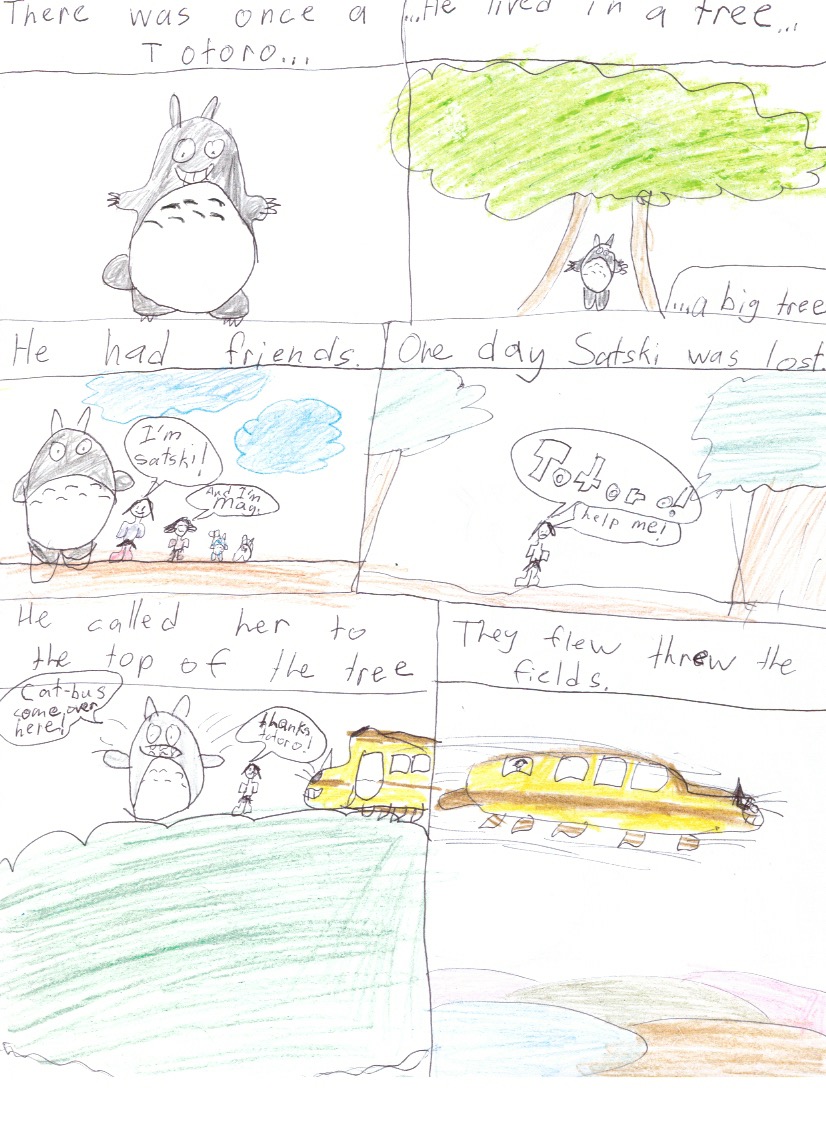 There was once a
Totoro...
...He lived in a tree...
...a big tree
He had friends.
I'm
satski!
And I'm
mag.
One day Satski was lost.
Totoro!!
help me!
He called her to
the top of the tree
Cat-bus
come over
here!
thanks
totoro!
They flew threw the
fields.